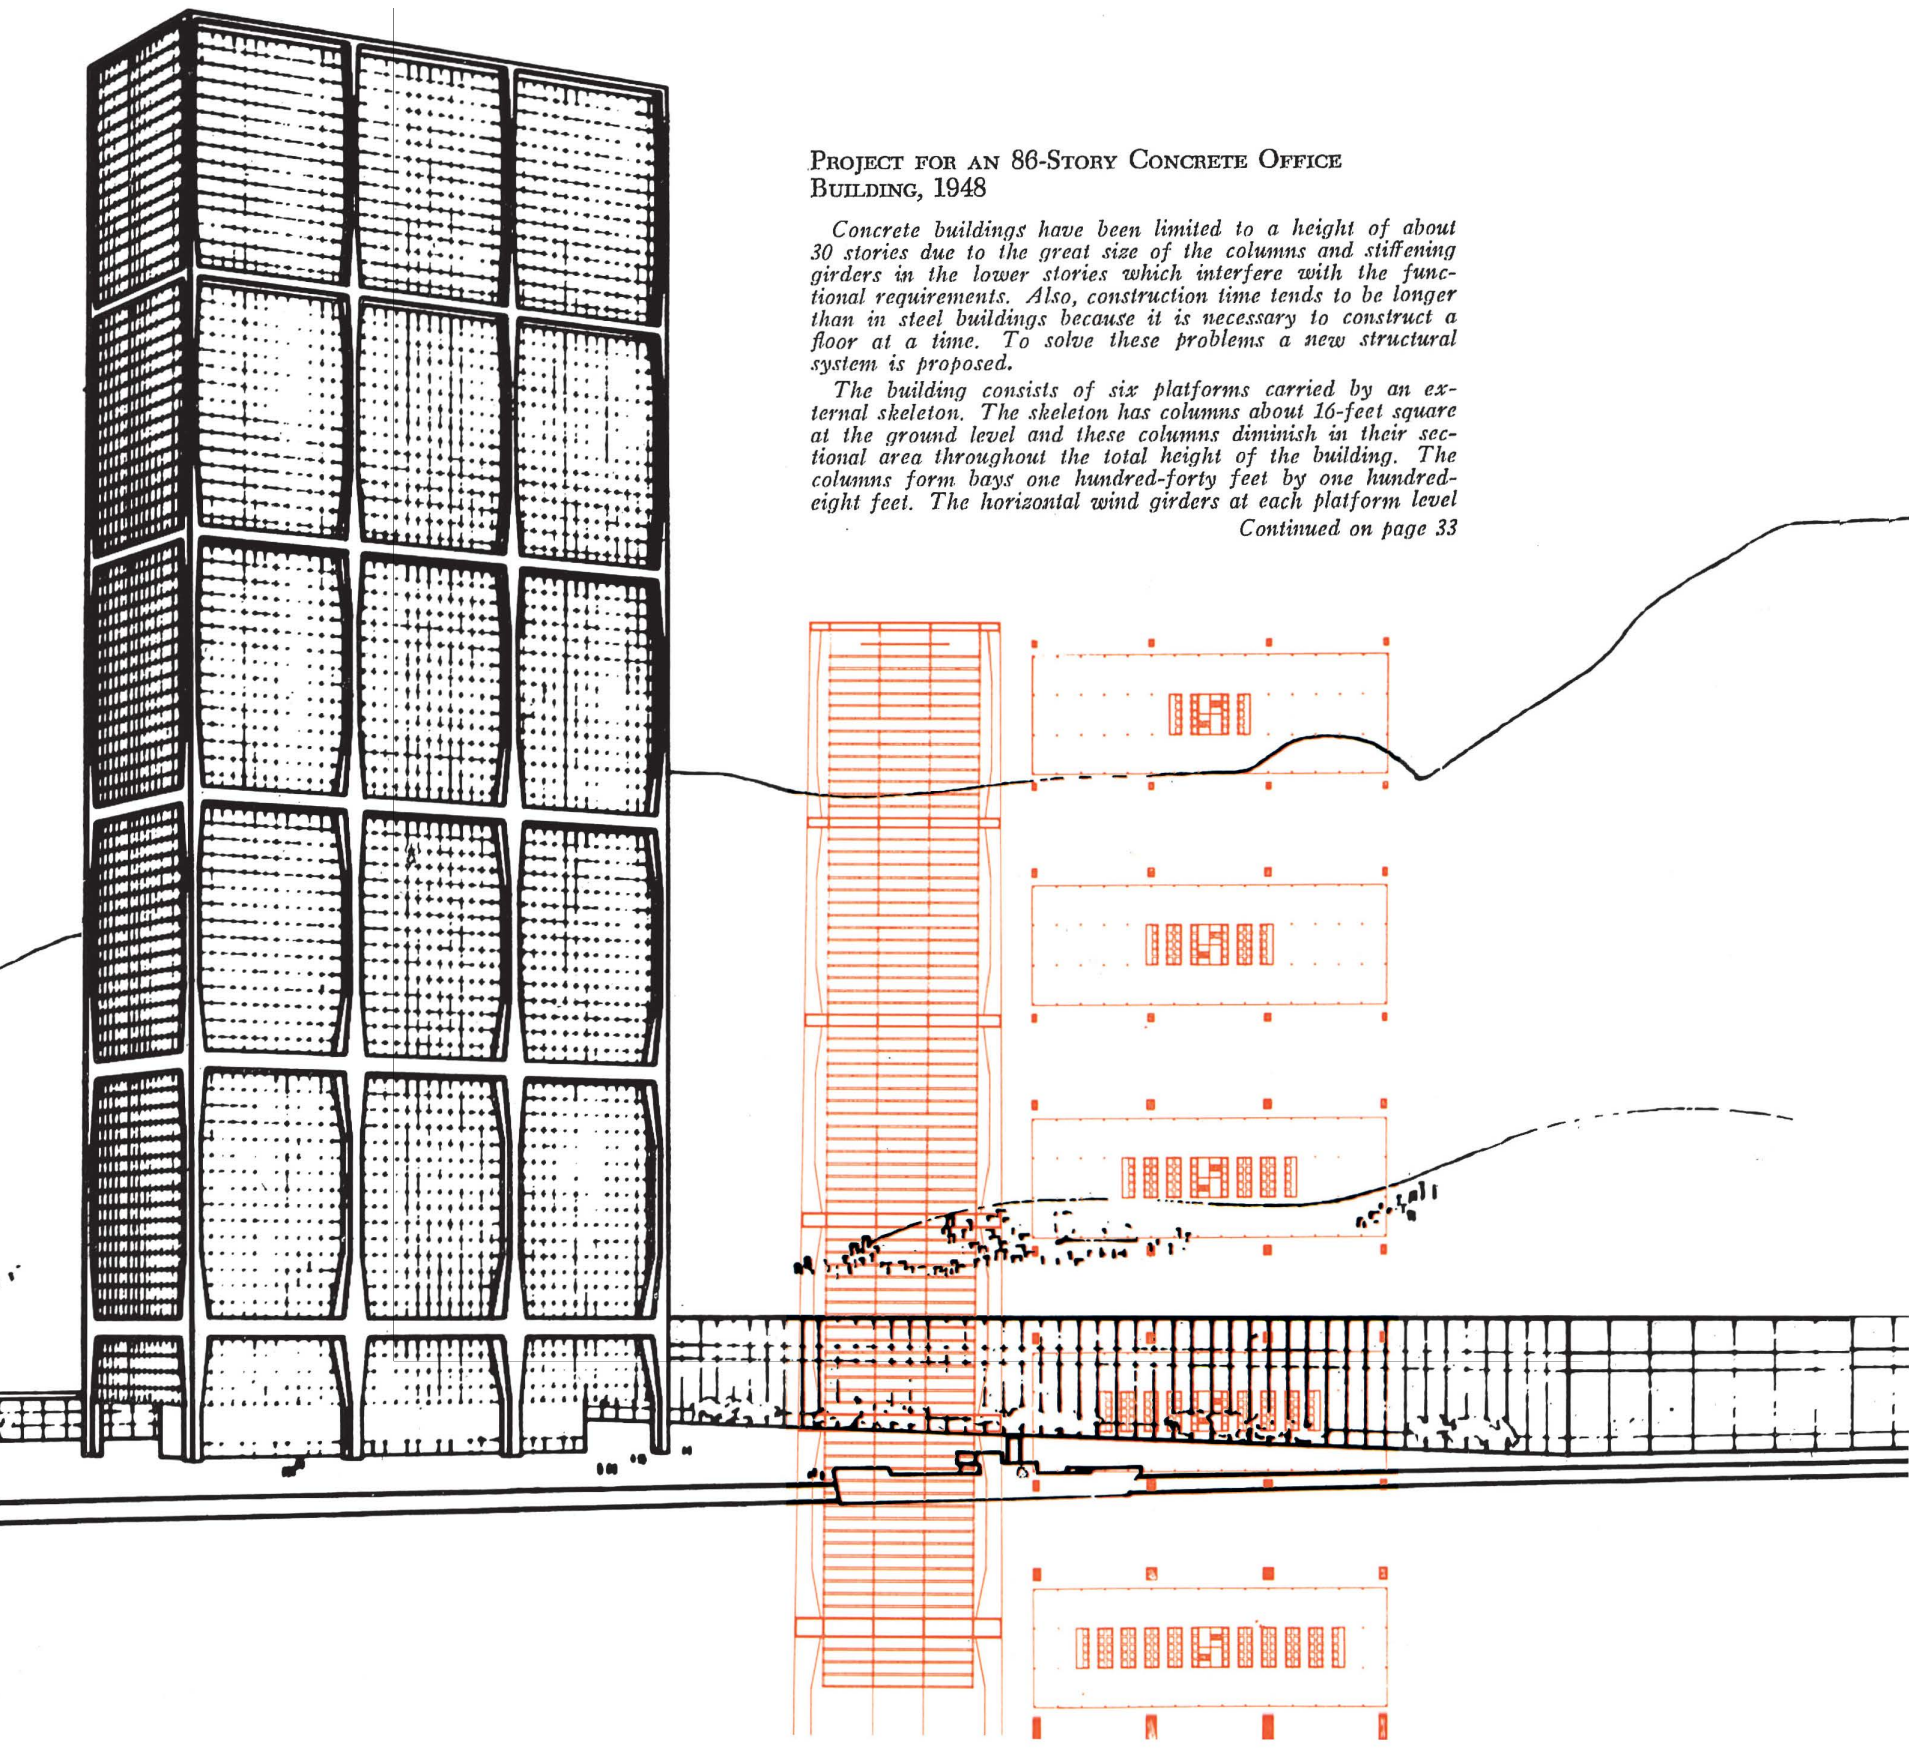 PROJECT FOR AN 86-STORY CONCRETE OFFICE
BUILDING, 1948
Concrete buildings have been limited to a height of about
30 stories due to the great size of the columns and stiffening
girders in the lower stories which interfere with the func-
tional requirements. Also, construction time tends to be longer
than in steel buildings because it is necessary to construct a
floor at a time. To solve these problems a new structural
system is proposed.
The building consists of six platforms carried by an ex-
ternal skeleton. The skeleton has columns about 16-feet square
at the ground level and these columns diminish in their sec-
tional area throughout the total height of the building. The
columns form bays one hundred-forty feet by one hundred-
eight feet. The horizontal wind girders at each platform level
Continued on page 33